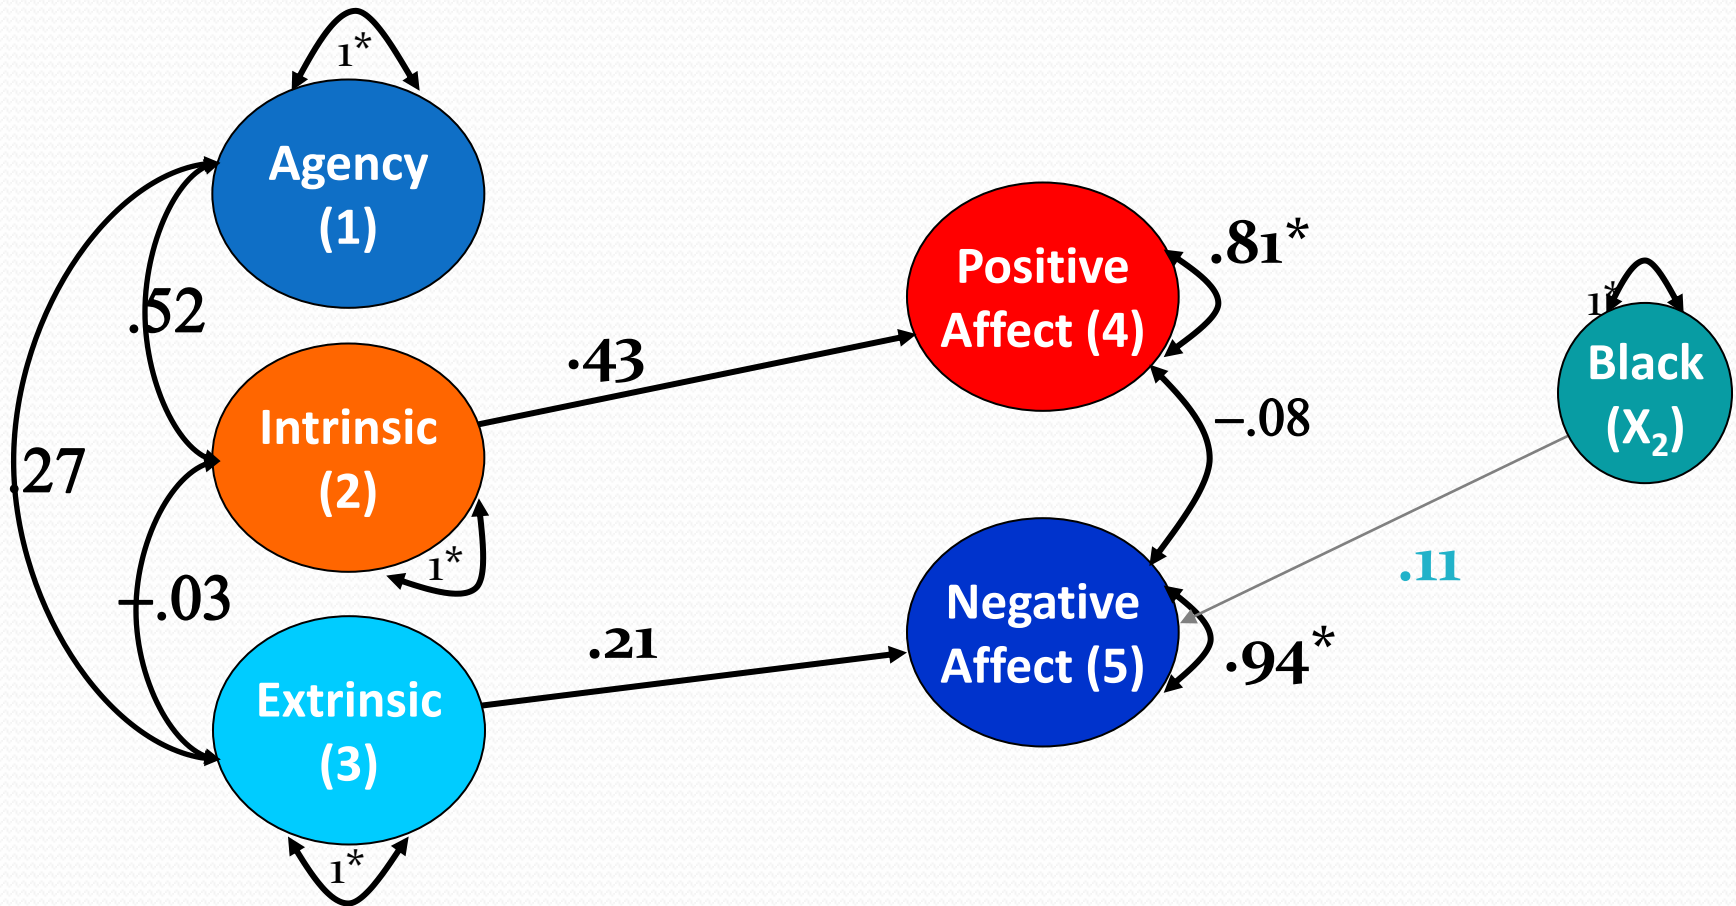 1*
Agency
(1)
.52
.27
Intrinsic
(2)
1*
–.03
Extrinsic
(3)
1*
.43
.21
Positive
Affect (4)
.81*
–.08
Negative
Affect (5)
.94*
.11
1*
Black
(X₂)